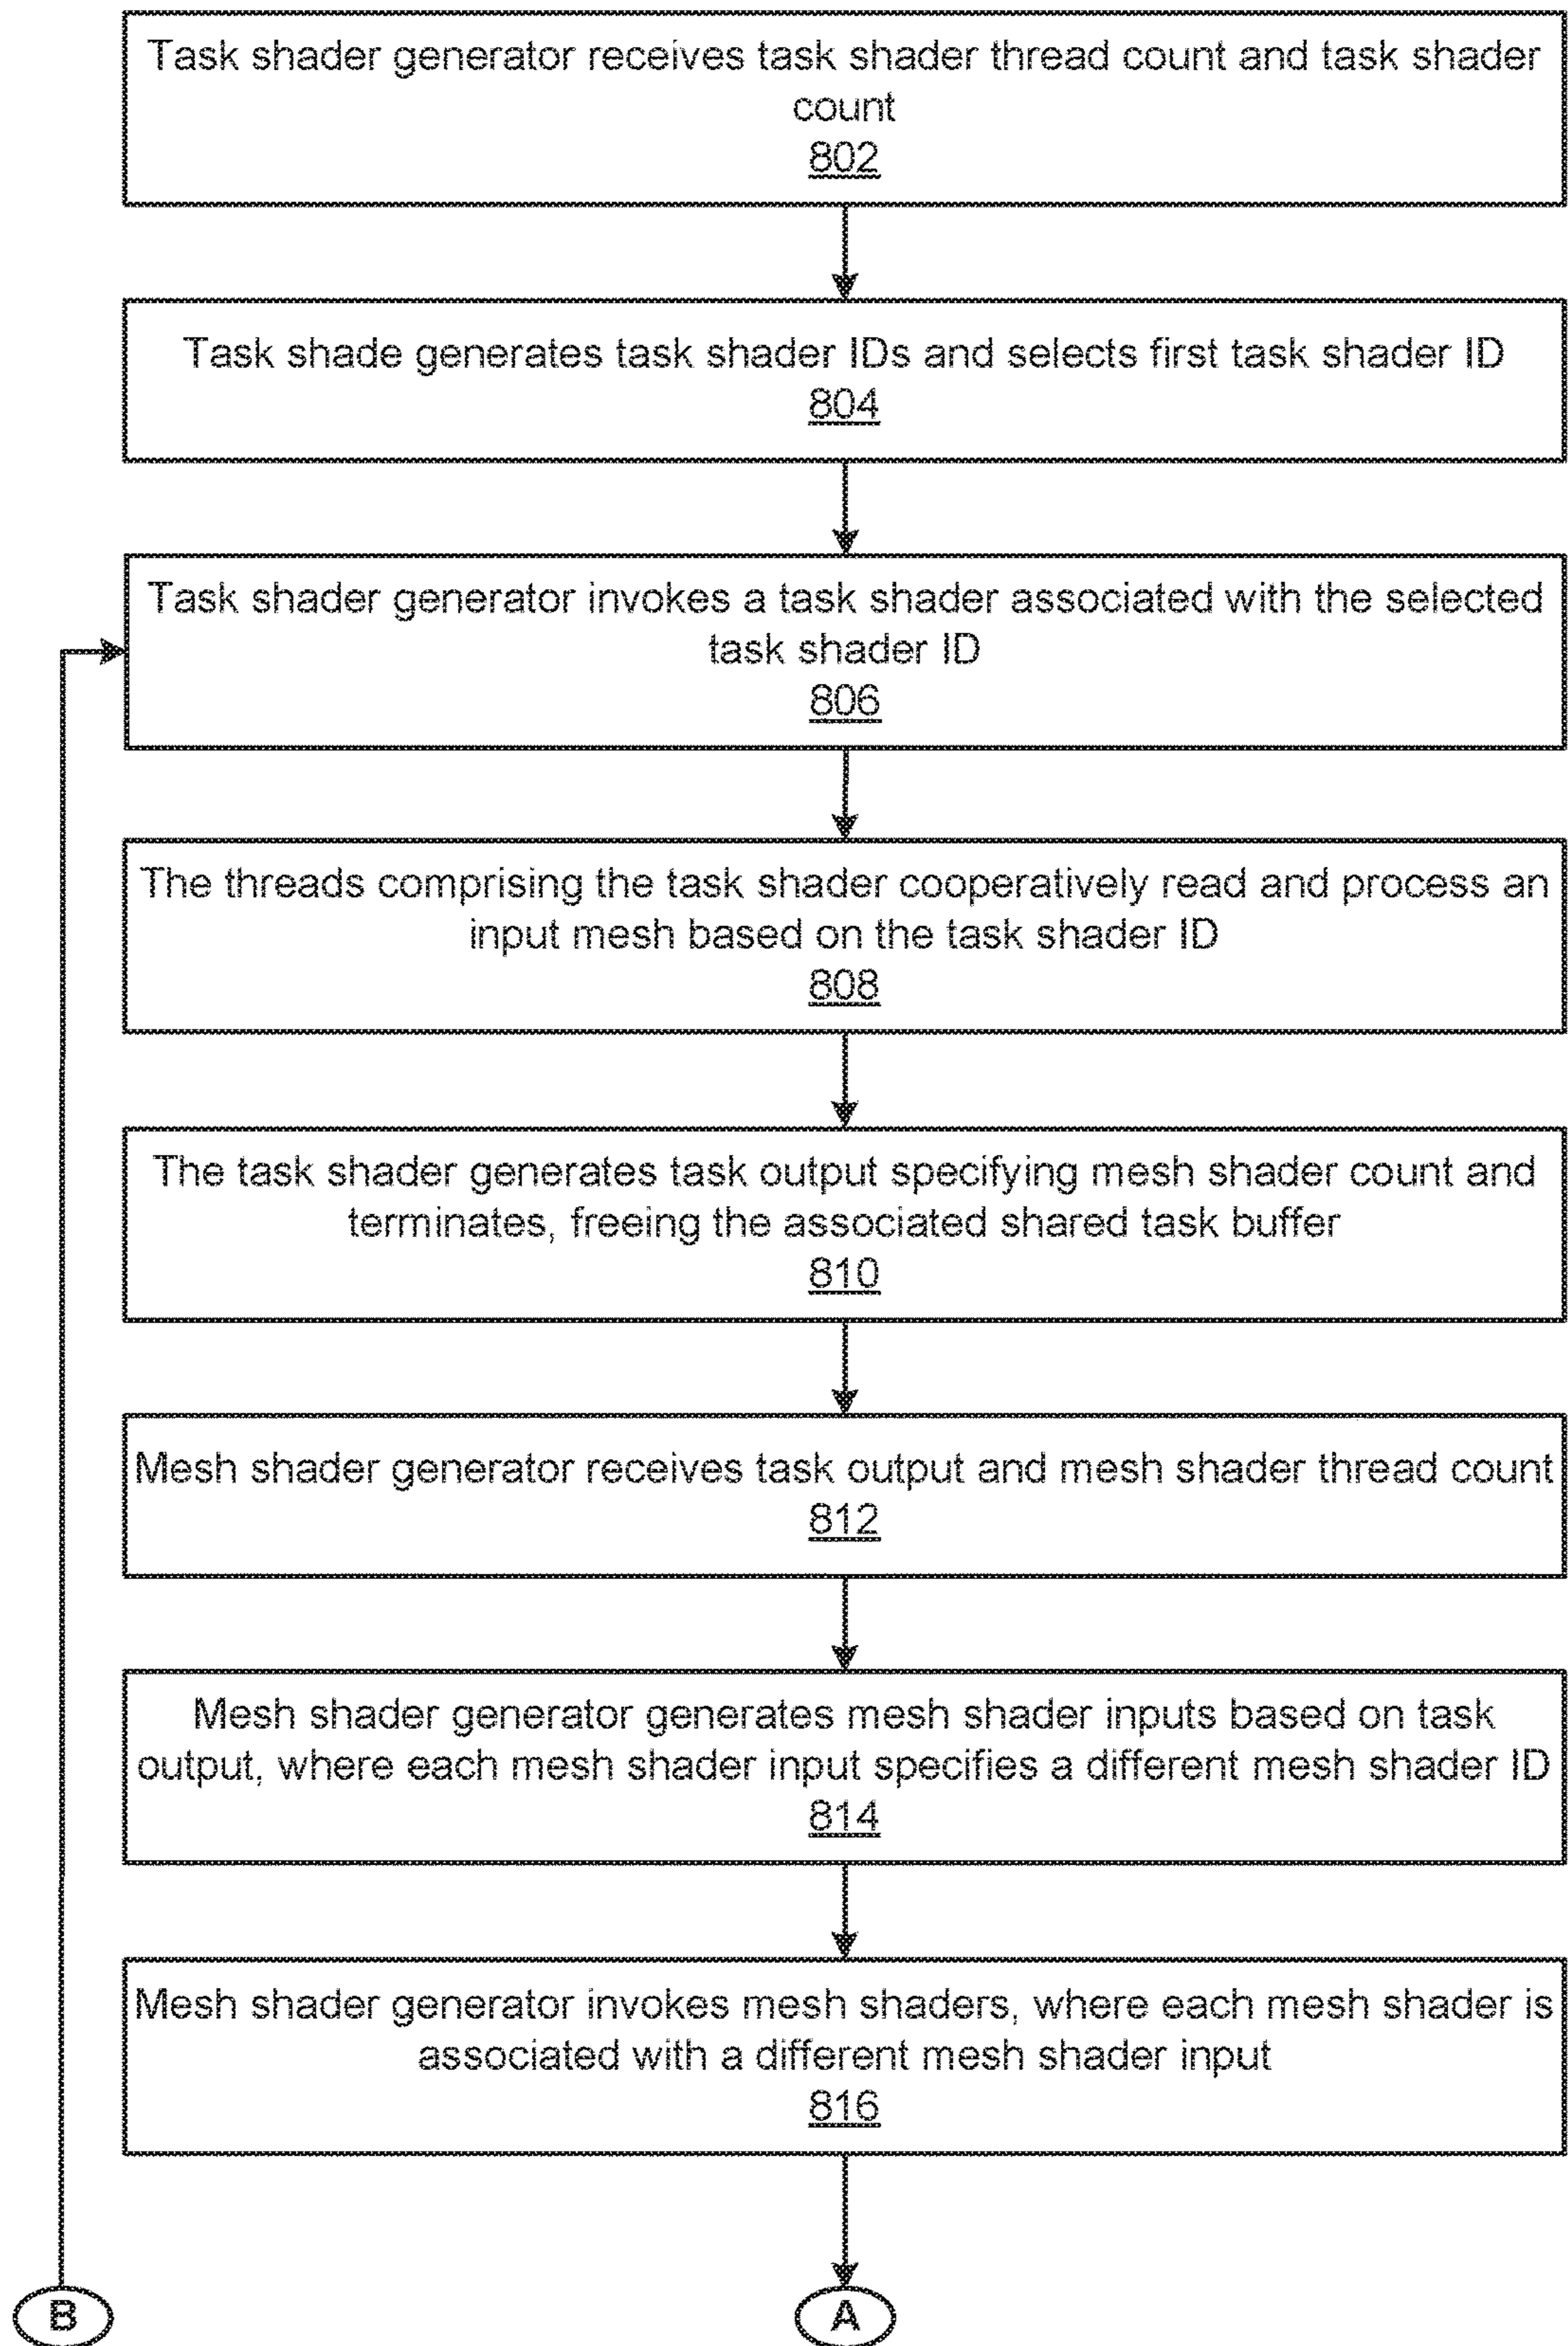 Task shader generator receives task shader thread count and task shader
count
802
Task shade generates task shader IDs and selects first task shader ID
804
Task shader generator invokes a task shader associated with the selected
task shader ID
806
The threads comprising the task shader cooperatively read and process an
input mesh based on the task shader ID
808
The task shader generates task output specifying mesh shader count and
terminates, freeing the associated shared task buffer
810
Mesh shader generator receives task output and mesh shader thread count
812
Mesh shader generator generates mesh shader inputs based on task
output, where each mesh shader input specifies a different mesh shader ID
814
Mesh shader generator invokes mesh shaders, where each mesh shader is
associated with a different mesh shader input
816
B
A